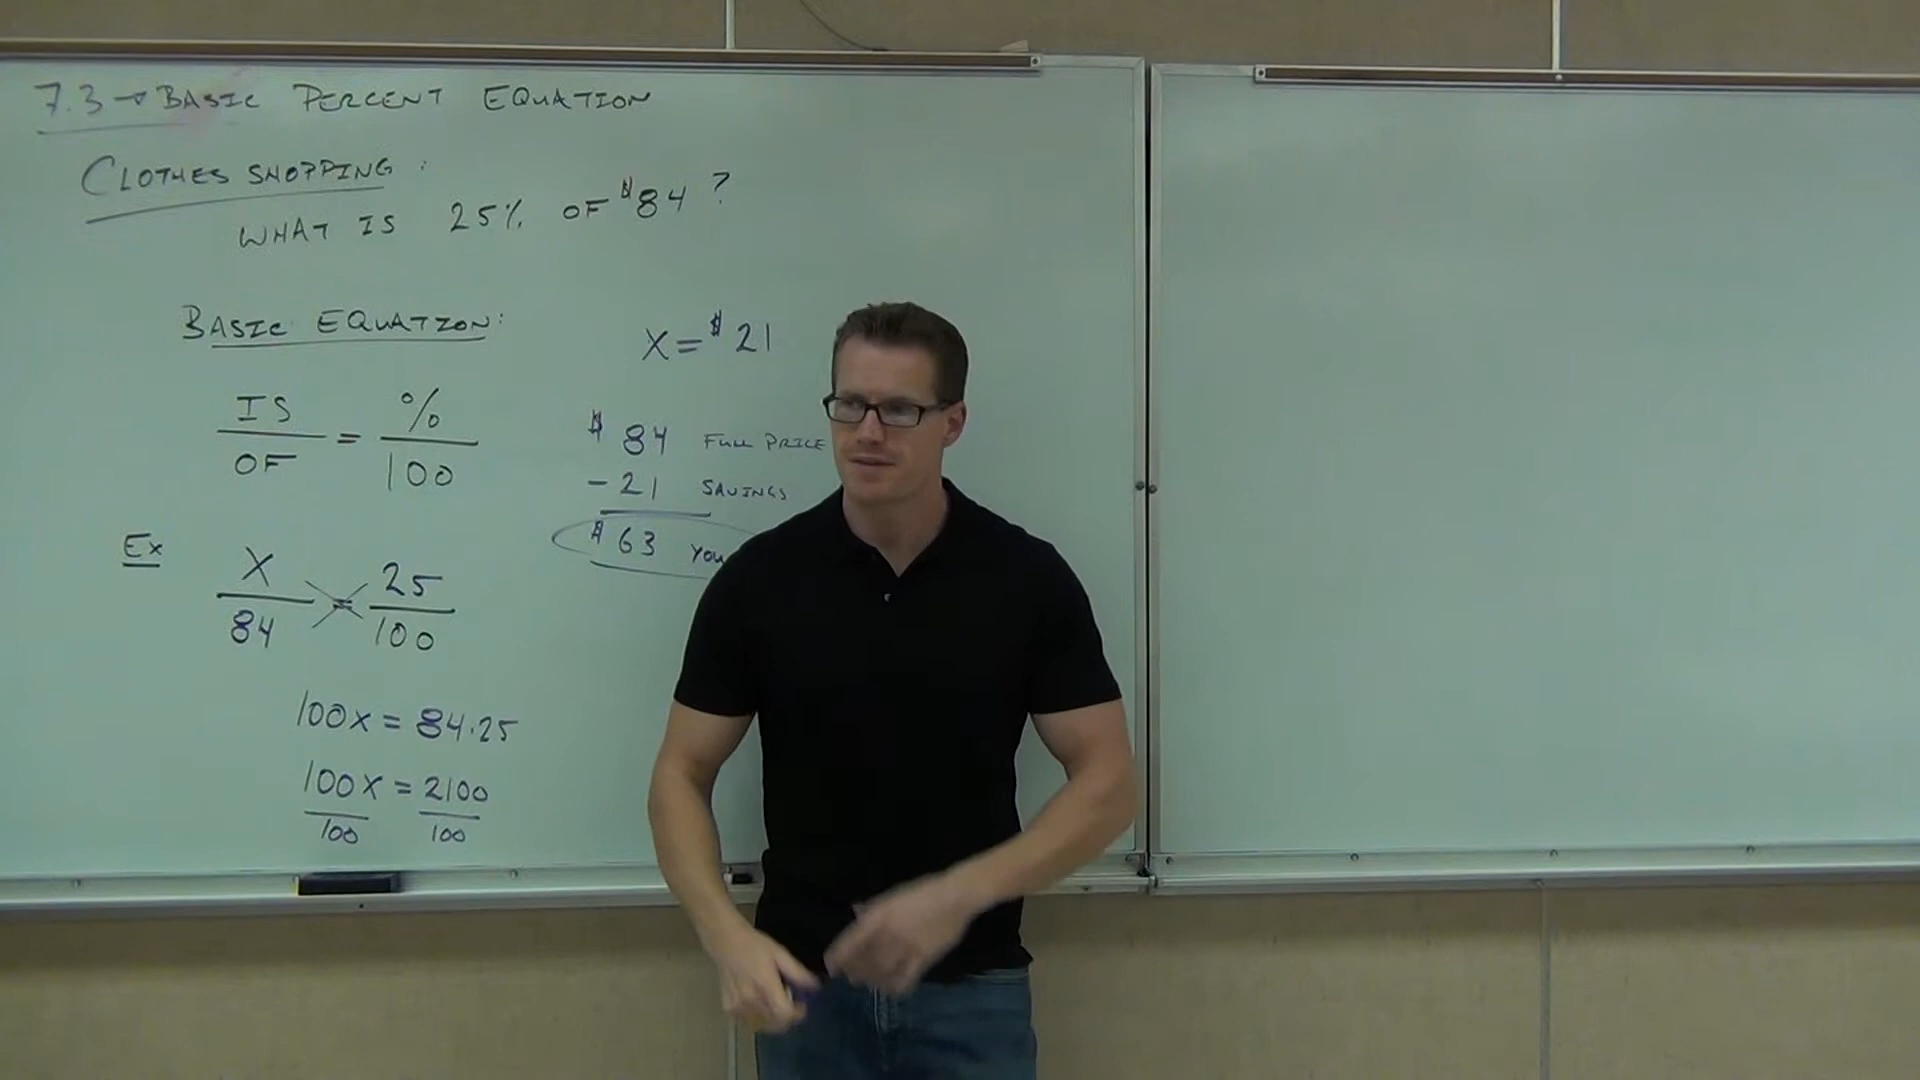 7.3 → BASIC PERCENT EQUATION
CLOTHES SHOPPING:
WHAT IS 25% OF $84?
BASIC EQUATION:
IS/OF = %/100
Ex X/84 = 25/100
100x = 84·25
100x/100 = 2100/100
X = $21
$84 FULL PRICE
-21 SAVINGS
$63 YOU